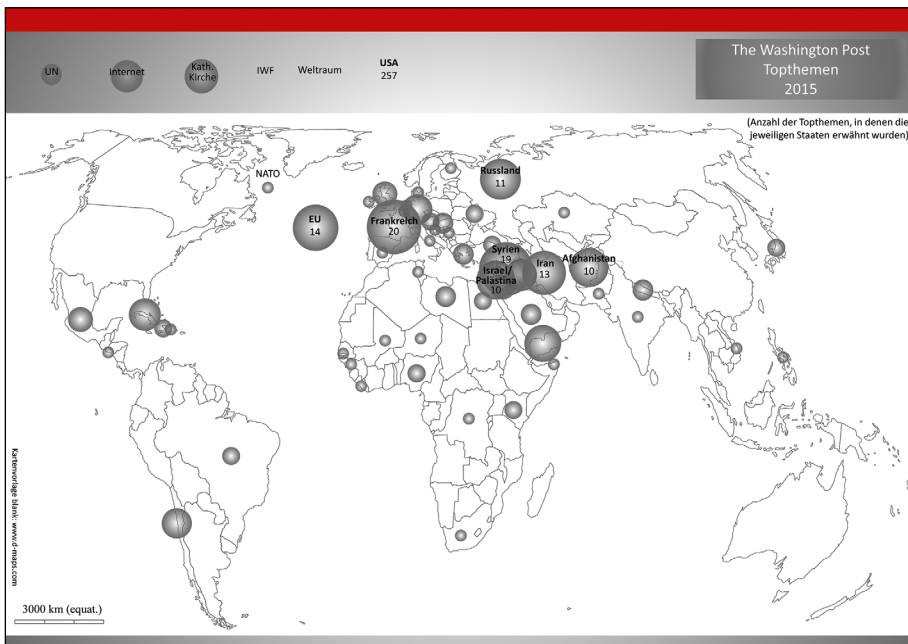 UN
Internet
Kath.
Kirche
IWF
Weltraum
USA
257
The Washington Post
Topthemen
2015
(Anzahl der Topthemen, in denen die
jeweiligen Staaten erwähnt wurden)
NATO
Russland
11
EU
14
Frankreich
20
Syrien
19
Israel/
Palästina
10
Iran
13
Afghanistan
10
Kartenvorlage blank: www.d-maps.com
3000 km (equat.)